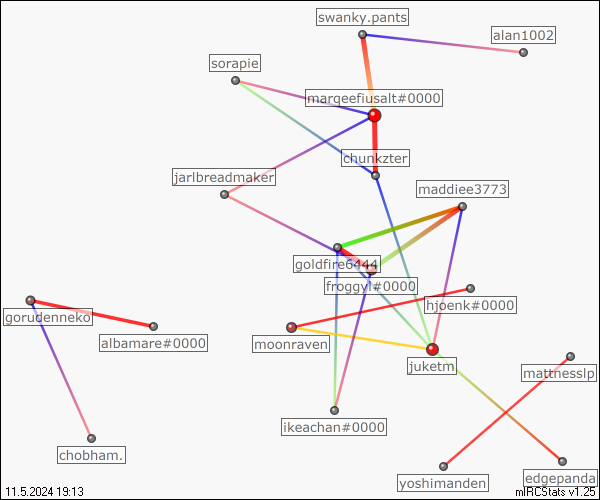 swanky.pants
alan1002
sorapie
marqeefiusalt#0000
chunkzter
jarlbreadmaker
maddiee3773
goldfire6444
froggyl#0000
hjoenk#0000
gorudenneko
albamare#0000
moonraven
juketm
matthesslp
ikeachan#0000
chobham.
yoshimanden
edgepanda
11.5.2024 19:13
mIRCStats v1.25